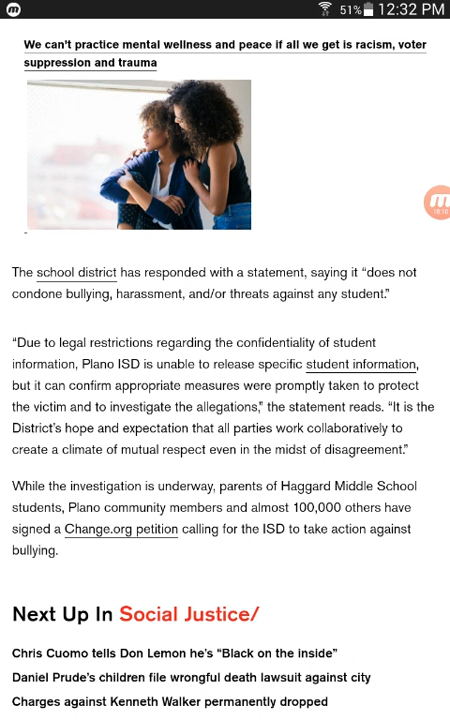 51% 12:32 PM
We can't practice mental wellness and peace if all we get is racism, voter
suppression and trauma
The school district has responded with a statement, saying it “does not
condone bullying, harassment, and/or threats against any student.”
“Due to legal restrictions regarding the confidentiality of student
information, Plano ISD is unable to release specific student information,
but it can confirm appropriate measures were promptly taken to protect
the victim and to investigate the allegations,” the statement reads. “It is the
District’s hope and expectation that all parties work collaboratively to
create a climate of mutual respect even in the midst of disagreement.”
While the investigation is underway, parents of Haggard Middle School
students, Plano community members and almost 100,000 others have
signed a Change.org petition calling for the ISD to take action against
bullying.
Next Up In Social Justice/
Chris Cuomo tells Don Lemon he’s “Black on the inside”
Daniel Prude’s children file wrongful death lawsuit against city
Charges against Kenneth Walker permanently dropped